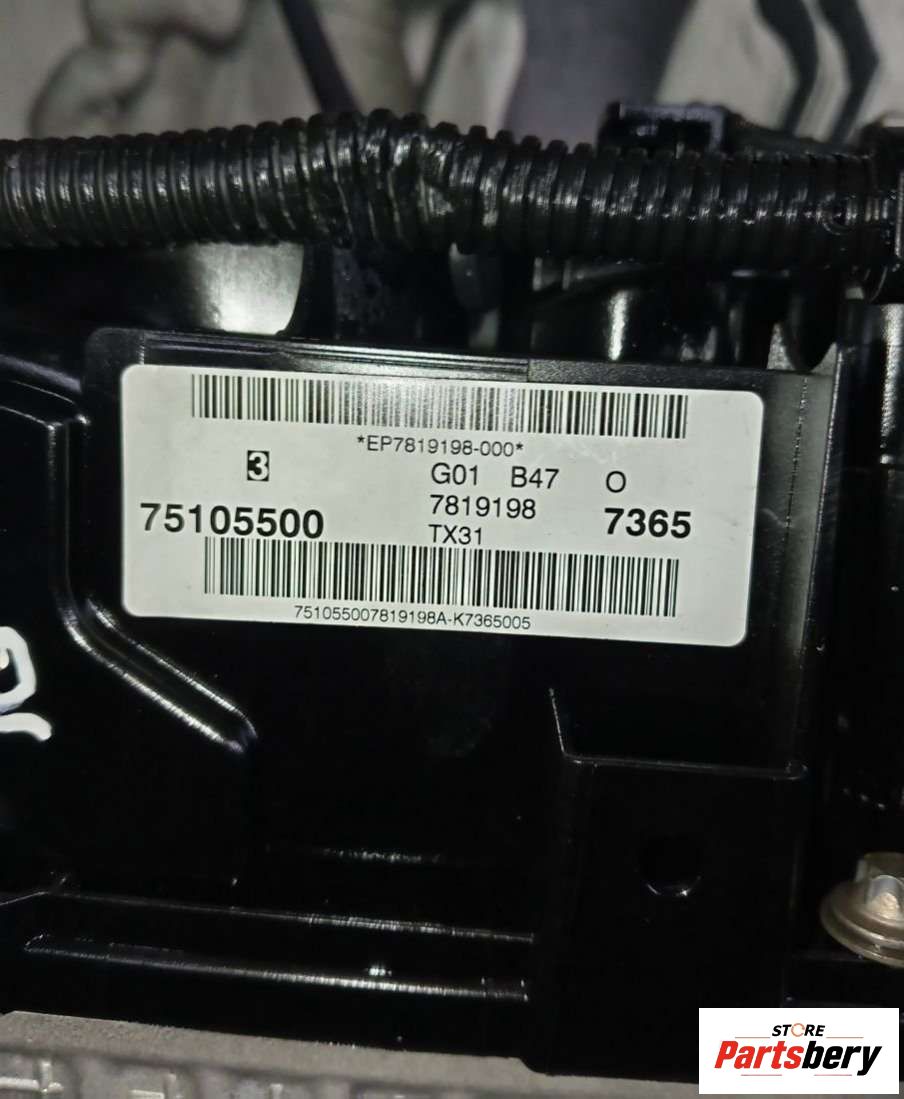 *EP7819198-000*
3
G01 B47 O
75105500
7819198
7365
TX31
751055007819198A-K7365005
STORE
Partsbery